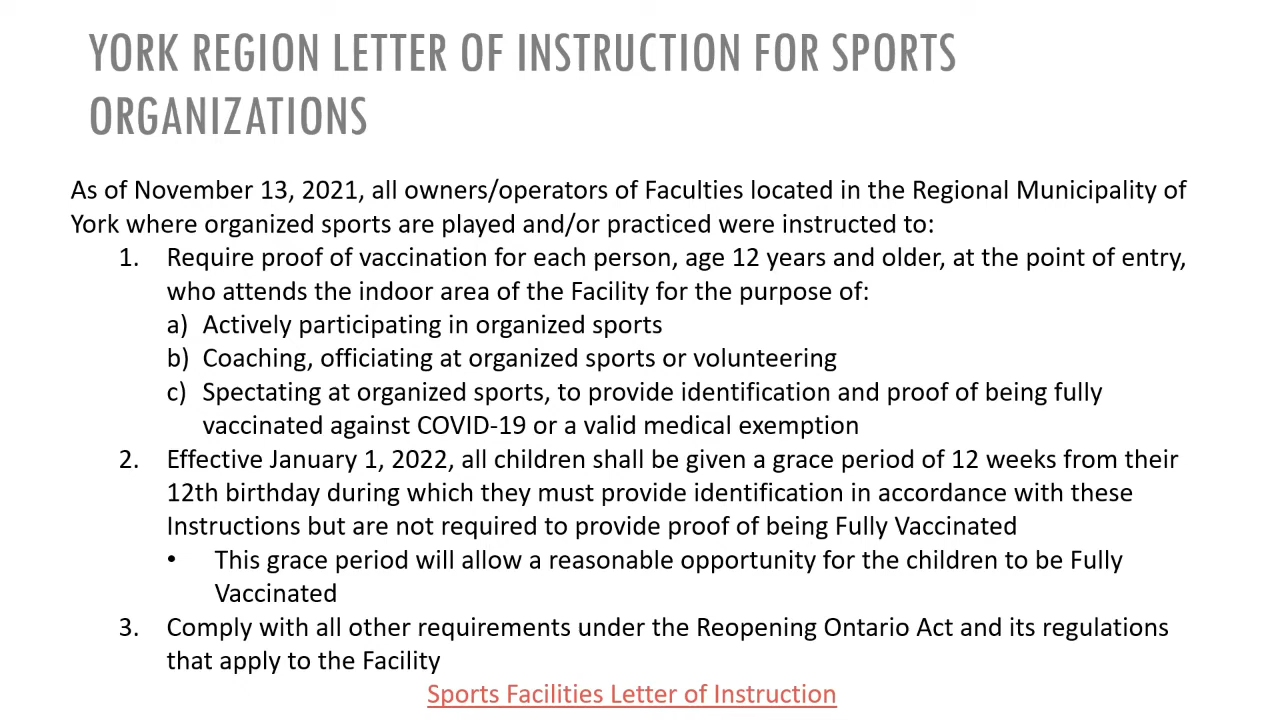 YORK REGION LETTER OF INSTRUCTION FOR SPORTS
ORGANIZATIONS
As of November 13, 2021, all owners/operators of Faculties located in the Regional Municipality of
York where organized sports are played and/or practiced were instructed to:
1. Require proof of vaccination for each person, age 12 years and older, at the point of entry,
who attends the indoor area of the Facility for the purpose of:
a) Actively participating in organized sports
b) Coaching, officiating at organized sports or volunteering
c) Spectating at organized sports, to provide identification and proof of being fully
vaccinated against COVID-19 or a valid medical exemption
2. Effective January 1, 2022, all children shall be given a grace period of 12 weeks from their
12th birthday during which they must provide identification in accordance with these
Instructions but are not required to provide proof of being Fully Vaccinated
• This grace period will allow a reasonable opportunity for the children to be Fully
Vaccinated
3. Comply with all other requirements under the Reopening Ontario Act and its regulations
that apply to the Facility
Sports Facilities Letter of Instruction